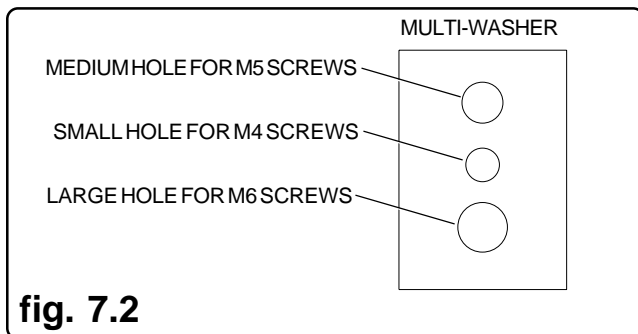 MULTI-WASHER
MEDIUM HOLE FOR M5 SCREWS
SMALL HOLE FOR M4 SCREWS
LARGE HOLE FOR M6 SCREWS
fig. 7.2